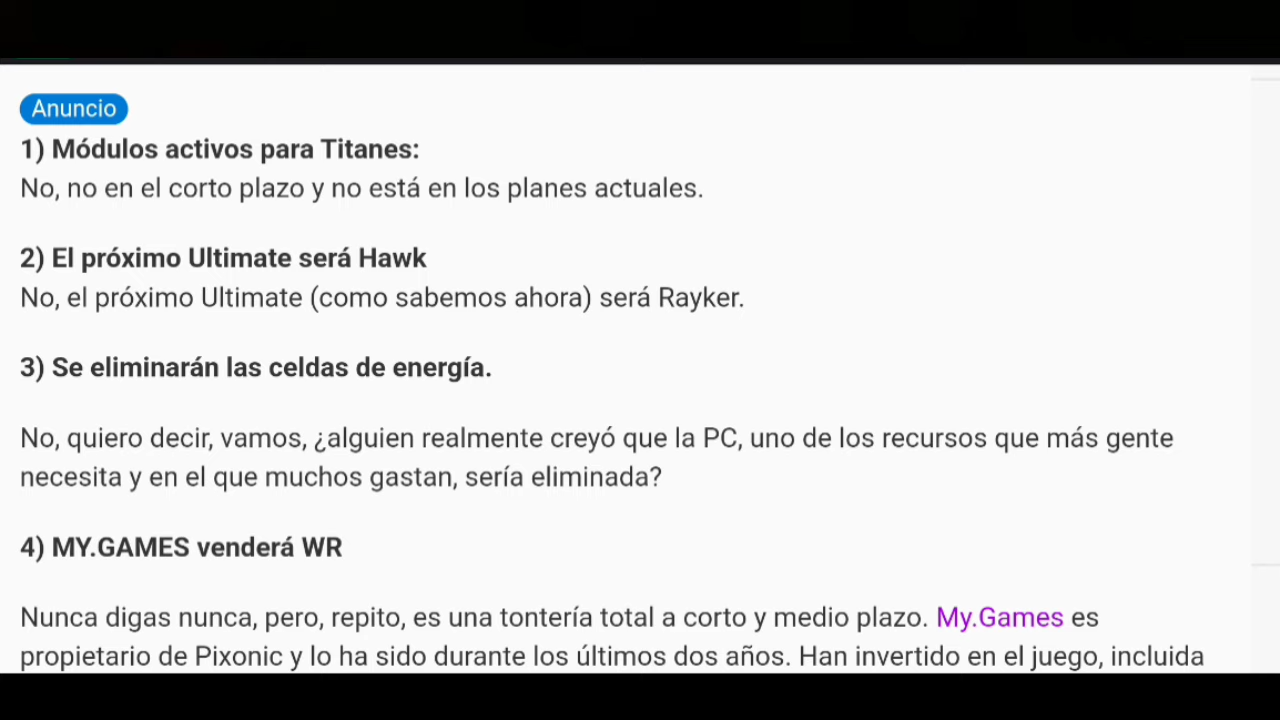 Anuncio
1) Módulos activos para Titanes:
No, no en el corto plazo y no está en los planes actuales.
2) El próximo Ultimate será Hawk
No, el próximo Ultimate (como sabemos ahora) será Rayker.
3) Se eliminarán las celdas de energía.
No, quiero decir, vamos, ¿alguien realmente creyó que la PC, uno de los recursos que más gente
necesita y en el que muchos gastan, sería eliminada?
4) MY.GAMES venderá WR
Nunca digas nunca, pero, repito, es una tontería total a corto y medio plazo. My.Games es
propietario de Pixonic y lo ha sido durante los últimos dos años. Han invertido en el juego, incluida